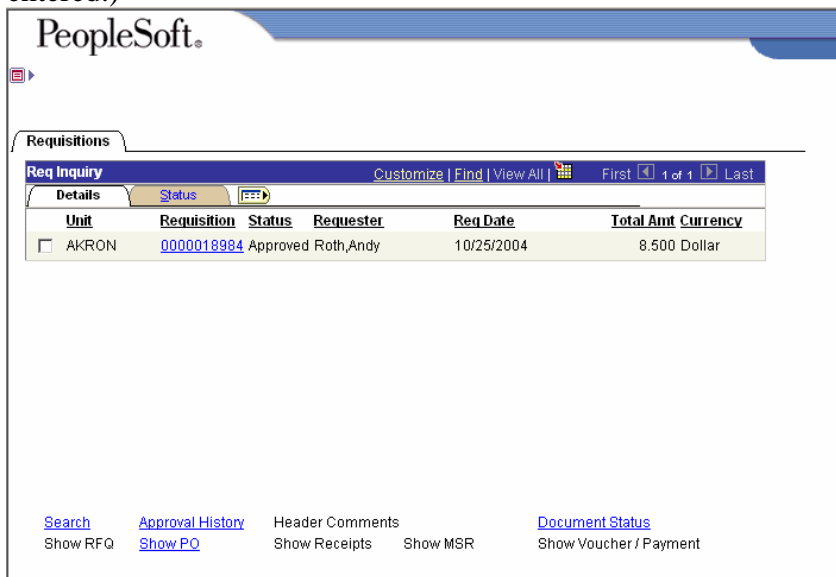 entered.)
PeopleSoft.
Requisitions
Req Inquiry Customize | Find | View All | First 1 of 1 Last
Details Status
Unit Requisition Status Requester Req Date Total Amt Currency
AKRON 0000018984 Approved Roth,Andy 10/25/2004 8.500 Dollar
Search Approval History Header Comments Document Status
Show RFQ Show PO Show Receipts Show MSR Show Voucher / Payment